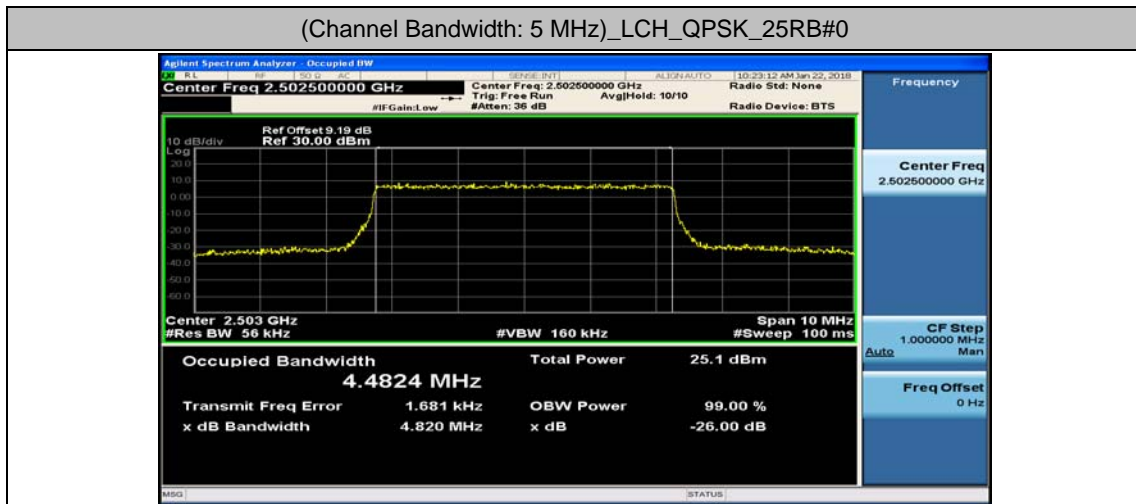 (Channel Bandwidth: 5 MHz)_LCH_QPSK_25RB#0
Agilent Spectrum Analyzer - Occupied BW
RL RF 50 Ω AC SENSE:INT ALIGN AUTO 10:23:12 AM Jan 22, 2018
Center Freq 2.502500000 GHz
Center Freq: 2.502500000 GHz
Radio Std: None
Trig: Free Run Avg|Hold: 10/10
#IFGain:Low #Atten: 36 dB Radio Device: BTS
Frequency
Ref Offset 9.19 dB
10 dB/div Ref 30.00 dBm
Log
20.0
10.0
0.00
-10.0
-20.0
-30.0
-40.0
-50.0
-60.0
Center Freq
2.502500000 GHz
Center 2.503 GHz Span 10 MHz
#Res BW 56 kHz #VBW 160 kHz #Sweep 100 ms
CF Step
1.000000 MHz
Auto Man
Freq Offset
0 Hz
Occupied Bandwidth Total Power 25.1 dBm
4.4824 MHz
Transmit Freq Error 1.681 kHz OBW Power 99.00 %
x dB Bandwidth 4.820 MHz x dB -26.00 dB
MSG STATUS